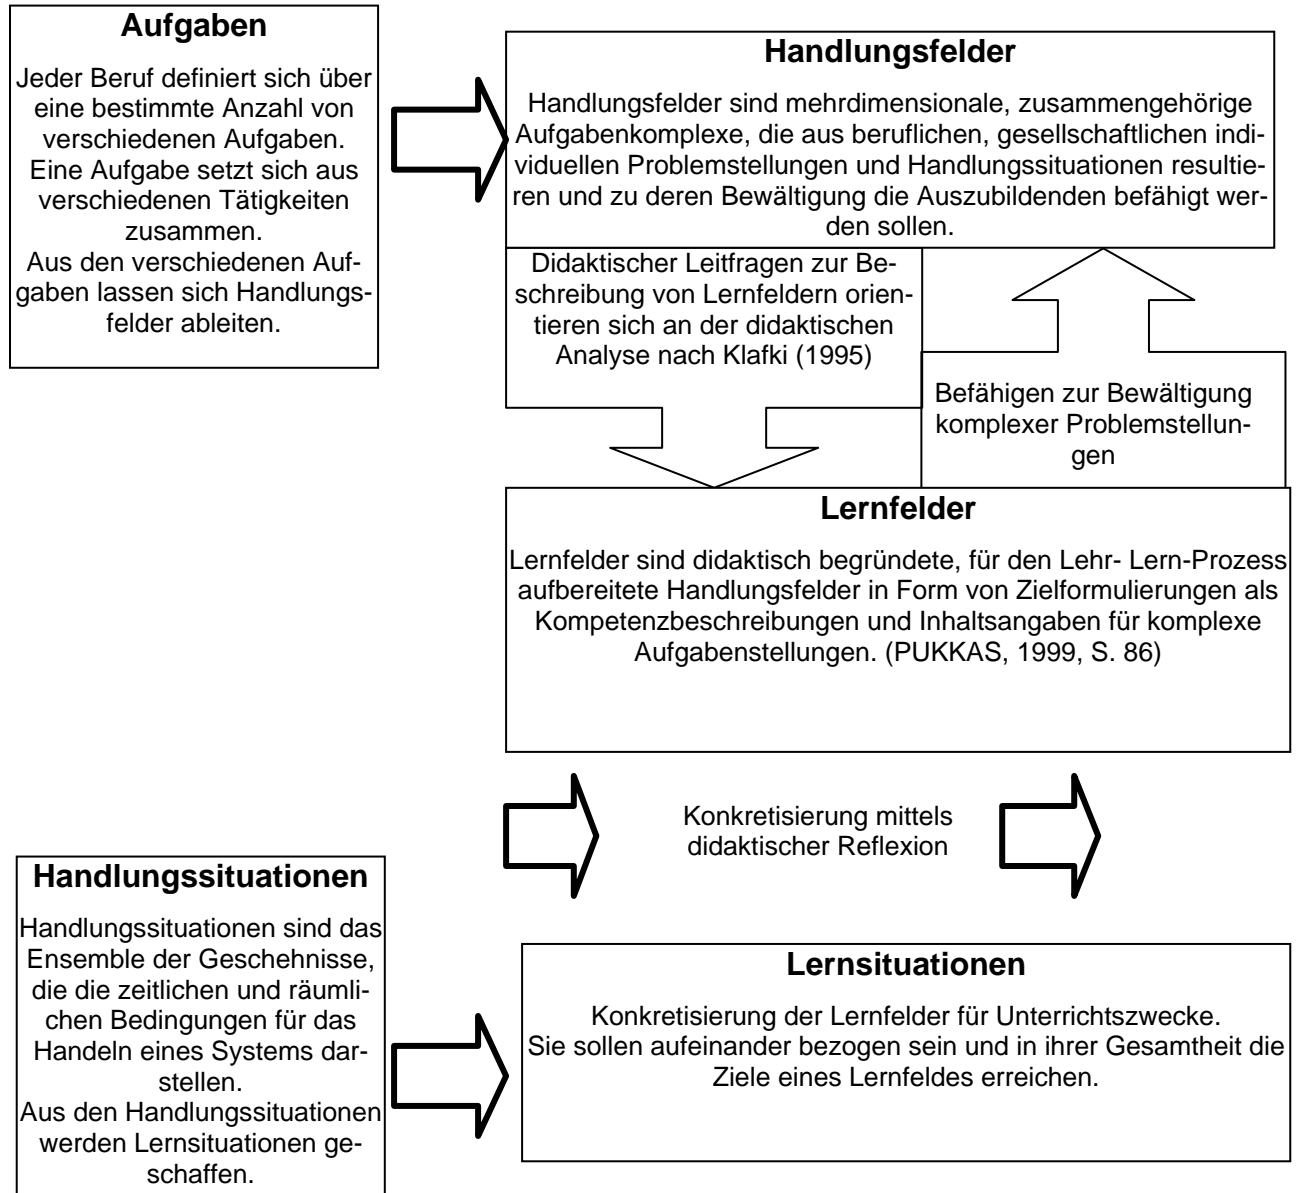 Aufgaben
Jeder Beruf definiert sich über
eine bestimmte Anzahl von
verschiedenen Aufgaben.
Eine Aufgabe setzt sich aus
verschiedenen Tätigkeiten
zusammen.
Aus den verschiedenen Auf-
gaben lassen sich Handlungs-
felder ableiten.
Handlungsfelder
Handlungsfelder sind mehrdimensionale, zusammengehörige
Aufgabenkomplexe, die aus beruflichen, gesellschaftlichen indi-
viduellen Problemstellungen und Handlungssituationen resultie-
ren und zu deren Bewältigung die Auszubildenden befähigt wer-
den sollen.
Didaktischer Leitfragen zur Be-
schreibung von Lernfeldern orien-
tieren sich an der didaktischen
Analyse nach Klafki (1995)
Befähigen zur Bewältigung
komplexer Problemstellun-
gen
Lernfelder
Lernfelder sind didaktisch begründete, für den Lehr- Lern-Prozess
aufbereitete Handlungsfelder in Form von Zielformulierungen als
Kompetenzbeschreibungen und Inhaltsangaben für komplexe
Aufgabenstellungen. (PUKKAS, 1999, S. 86)
Konkretisierung mittels
didaktischer Reflexion
Handlungssituationen
Handlungssituationen sind das
Ensemble der Geschehnisse,
die die zeitlichen und räumli-
chen Bedingungen für das
Handeln eines Systems dar-
stellen.
Aus den Handlungssituationen
werden Lernsituationen ge-
schaffen.
Lernsituationen
Konkretisierung der Lernfelder für Unterrichtszwecke.
Sie sollen aufeinander bezogen sein und in ihrer Gesamtheit die
Ziele eines Lernfeldes erreichen.